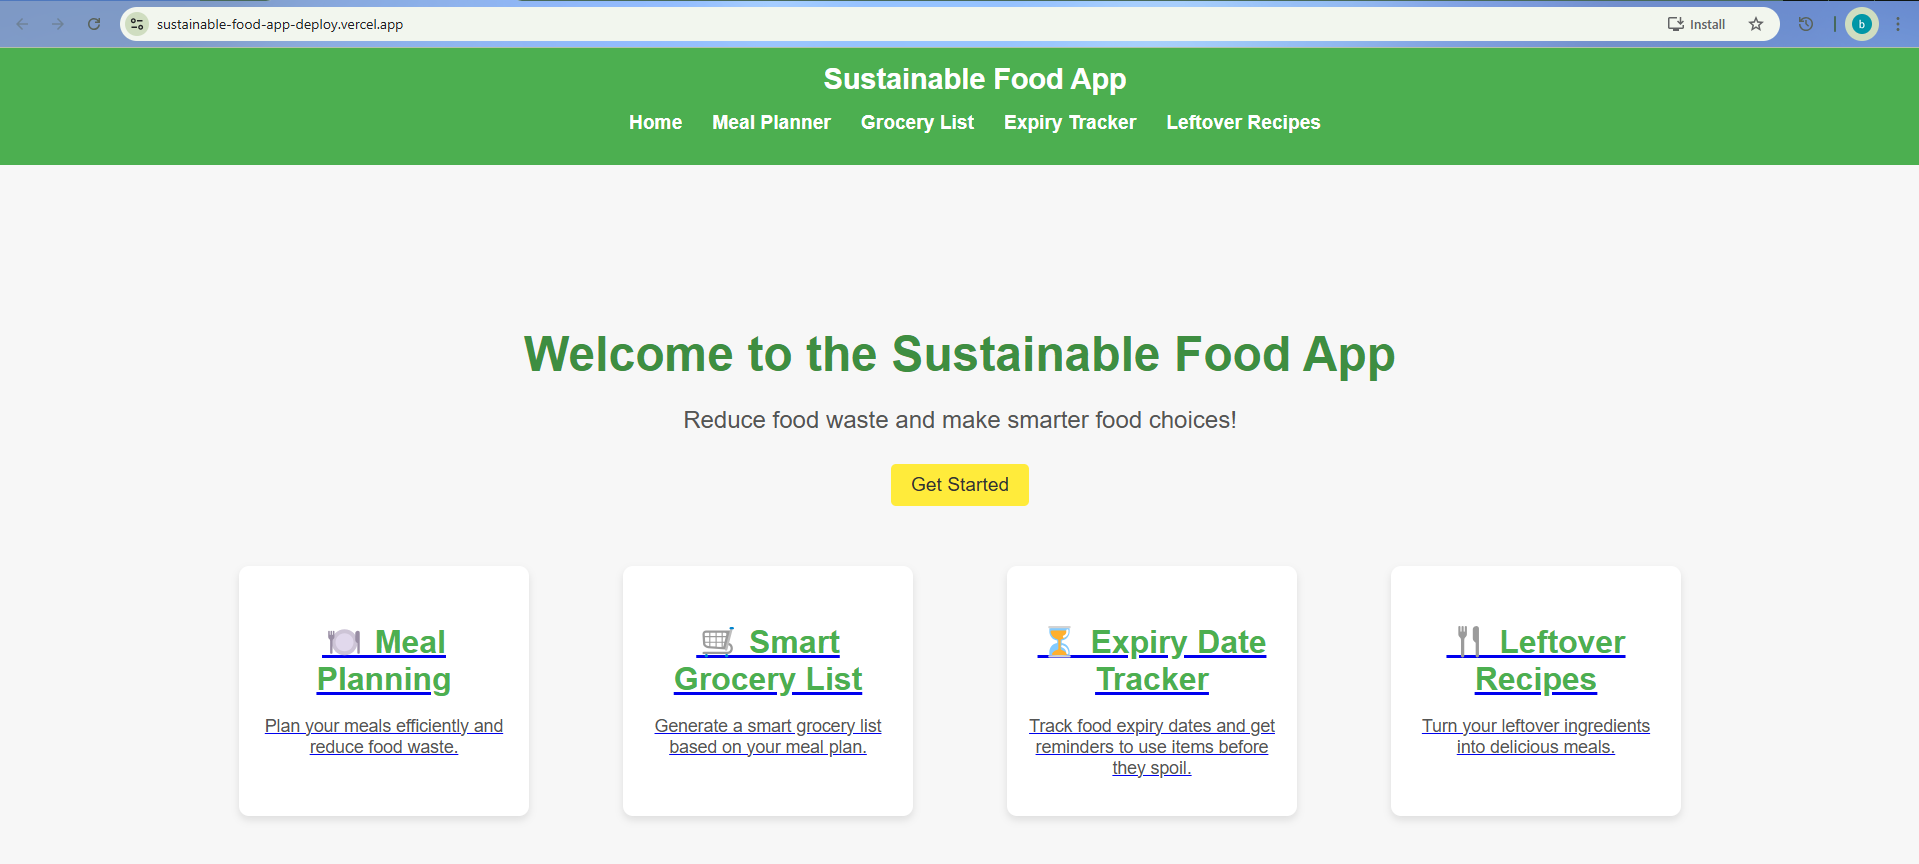 sustainable-food-app-deploy.vercel.app
Install
b
Sustainable Food App
Home Meal Planner Grocery List Expiry Tracker Leftover Recipes
Welcome to the Sustainable Food App
Reduce food waste and make smarter food choices!
Get Started
Meal
Planning
Plan your meals efficiently and
reduce food waste.
Smart
Grocery List
Generate a smart grocery list
based on your meal plan.
Expiry Date
Tracker
Track food expiry dates and get
reminders to use items before
they spoil.
Leftover
Recipes
Turn your leftover ingredients
into delicious meals.